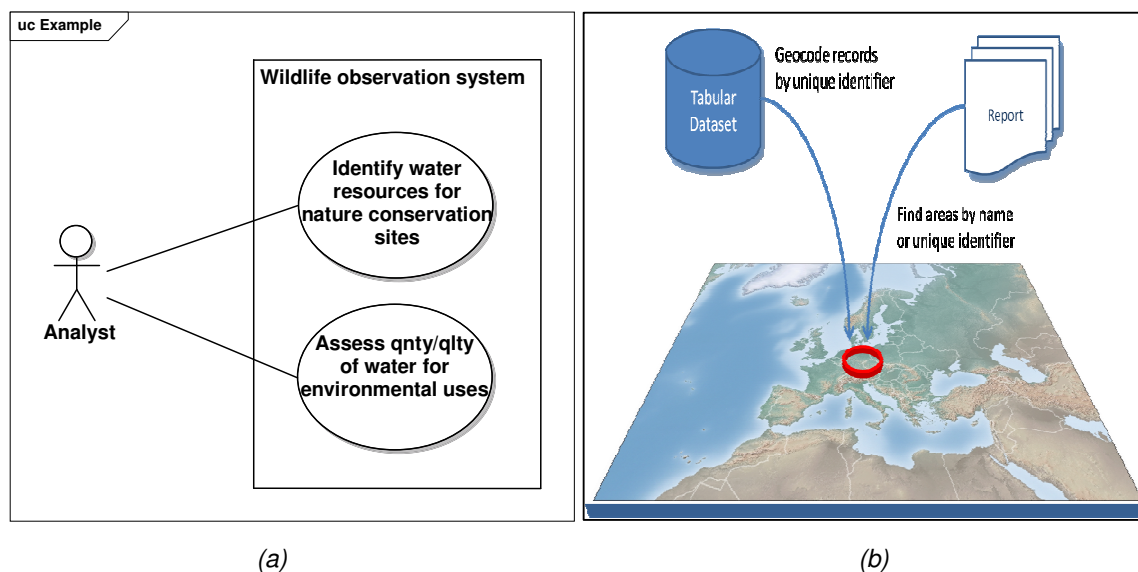 uc Example
Wildlife observation system
Identify water
resources for
nature conservation
sites
Analyst
Assess qnty/qlty
of water for
environmental uses
(a)
Geocode records
by unique identifier
Tabular
Dataset
Report
Find areas by name
or unique identifier
(b)